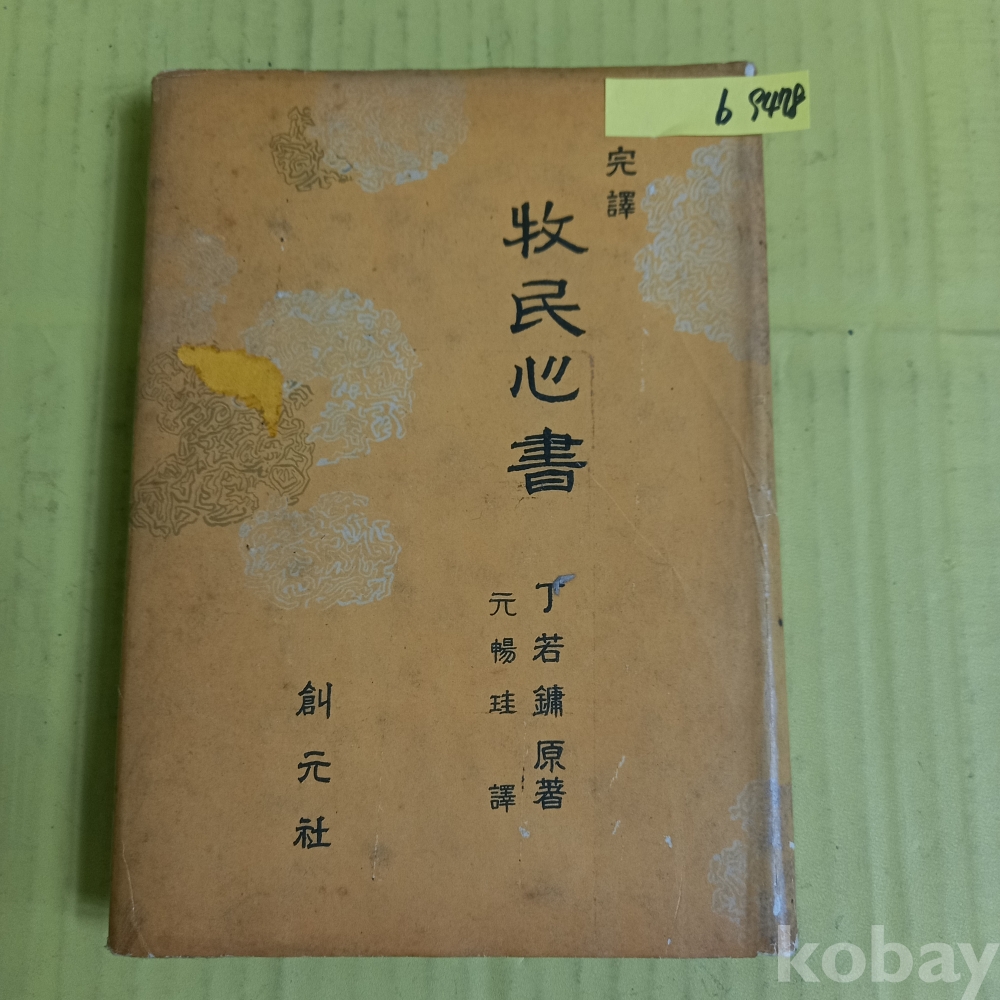 b 9478
完譯
牧民心書
丁若鏞 原著
元暢珪 譯
創元社
kobay